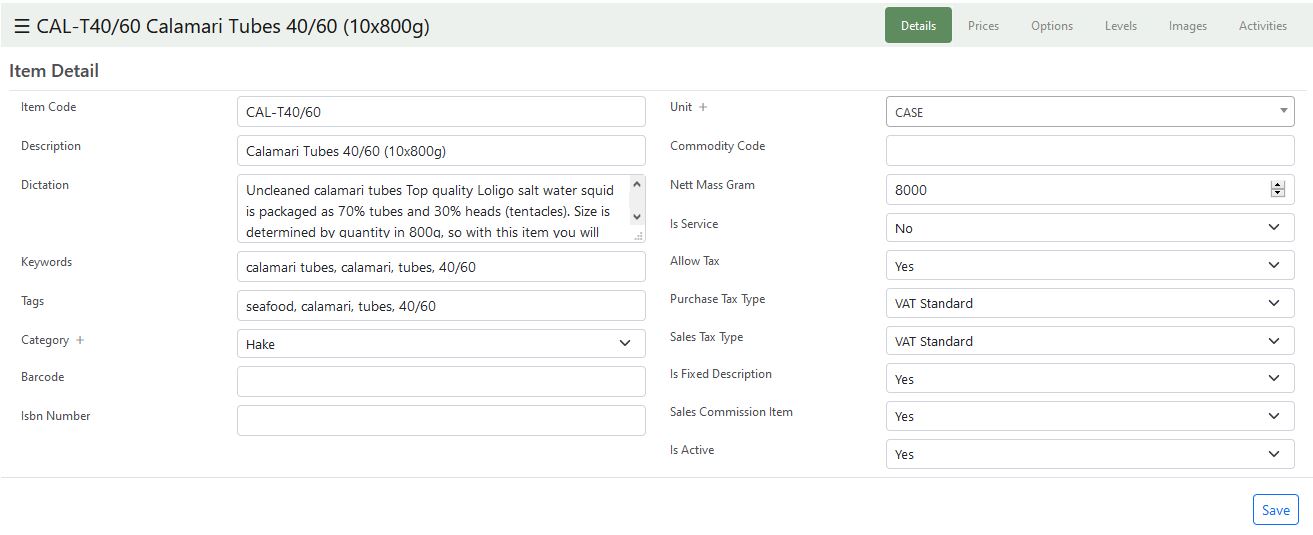 ☰ CAL-T40/60 Calamari Tubes 40/60 (10x800g)
Details Prices Options Levels Images Activities
Item Detail
Item Code CAL-T40/60
Description Calamari Tubes 40/60 (10x800g)
Dictation Uncleaned calamari tubes Top quality Loligo salt water squid
is packaged as 70% tubes and 30% heads (tentacles). Size is
determined by quantity in 800g, so with this item you will
Keywords calamari tubes, calamari, tubes, 40/60
Tags seafood, calamari, tubes, 40/60
Category + Hake
Barcode
Isbn Number
Unit + CASE
Commodity Code
Nett Mass Gram 8000
Is Service No
Allow Tax Yes
Purchase Tax Type VAT Standard
Sales Tax Type VAT Standard
Is Fixed Description Yes
Sales Commission Item Yes
Is Active Yes
Save